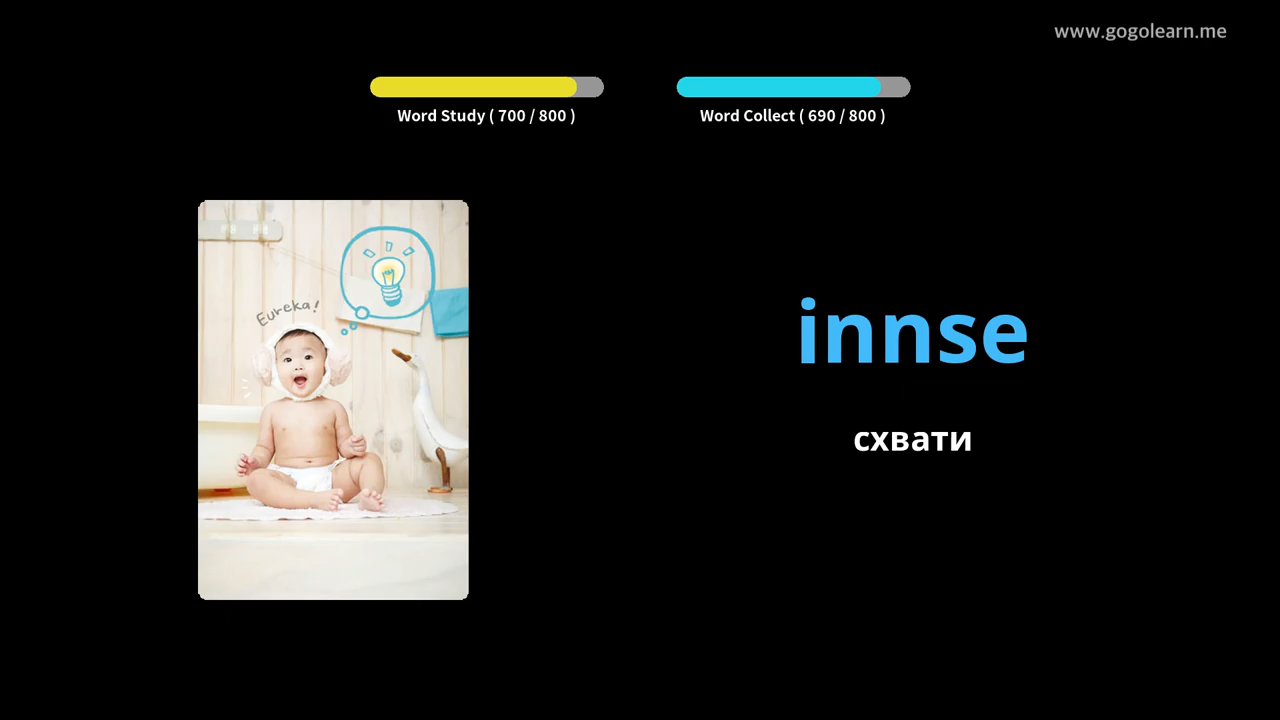 www.gogolearn.me
Word Study ( 700 / 800 )
Word Collect ( 690 / 800 )
Eureka!
innse
схвати